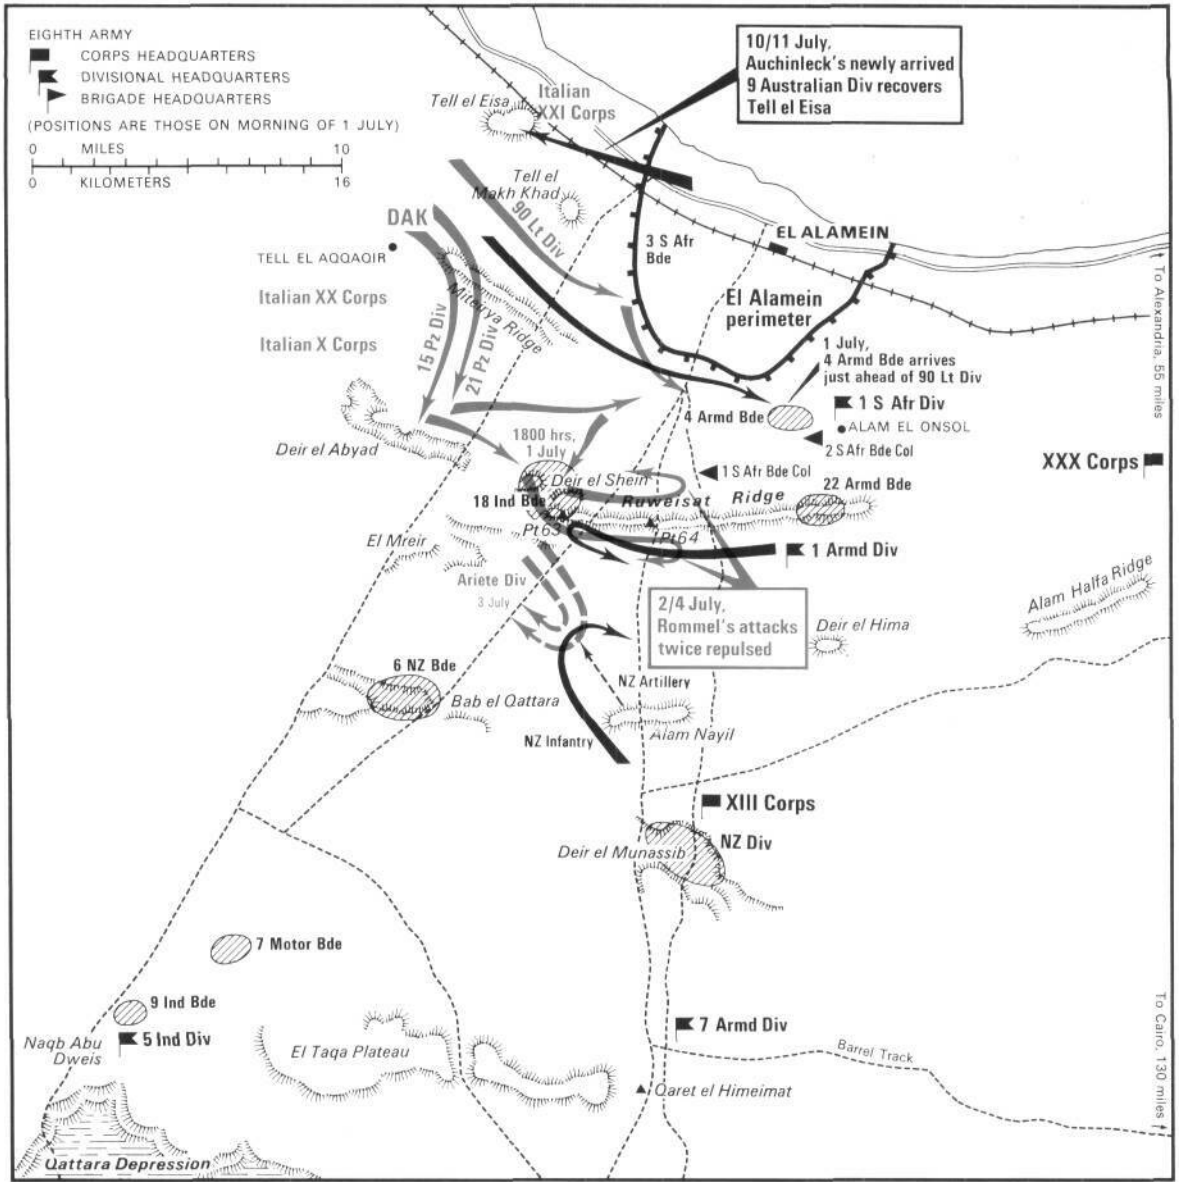 EIGHTH ARMY
CORPS HEADQUARTERS
DIVISIONAL HEADQUARTERS
BRIGADE HEADQUARTERS
(POSITIONS ARE THOSE ON MORNING OF 1 JULY)
0 MILES 10
0 KILOMETERS 16
10/11 July,
Auchinleck's newly arrived
9 Australian Div recovers
Tell el Eisa
Tell el Eisa
Italian
XXI Corps
Tell el
Makh Khad
DAK
90 Lt Div
TELL EL AQQAQIR
Italian XX Corps
Italian X Corps
Miteirya Ridge
15 Pz Div
21 Pz Div
3 S Afr
Bde
EL ALAMEIN
El Alamein
perimeter
To Alexandria, 55 miles
1 July,
4 Armd Bde arrives
just ahead of 90 Lt Div
4 Armd Bde
1 S Afr Div
ALAM EL ONSOL
2 S Afr Bde Col
XXX Corps
Deir el Abyad
1800 hrs,
1 July
Deir el Shein
1 S Afr Bde Col
22 Armd Bde
18 Ind Bde
Ruweisat Ridge
Pt63
Pt64
El Mreir
1 Armd Div
Ariete Div
3 July
2/4 July,
Rommel's attacks
twice repulsed
Deir el Hima
Alam Halfa Ridge
6 NZ Bde
Bab el Qattara
NZ Artillery
NZ Infantry
Alam Nayil
XIII Corps
NZ Div
Deir el Munassib
7 Motor Bde
9 Ind Bde
5 Ind Div
Naqb Abu
Dweis
El Taqa Plateau
7 Armd Div
Barrel Track
To Cairo, 130 miles
Qaret el Himeimat
Qattara Depression